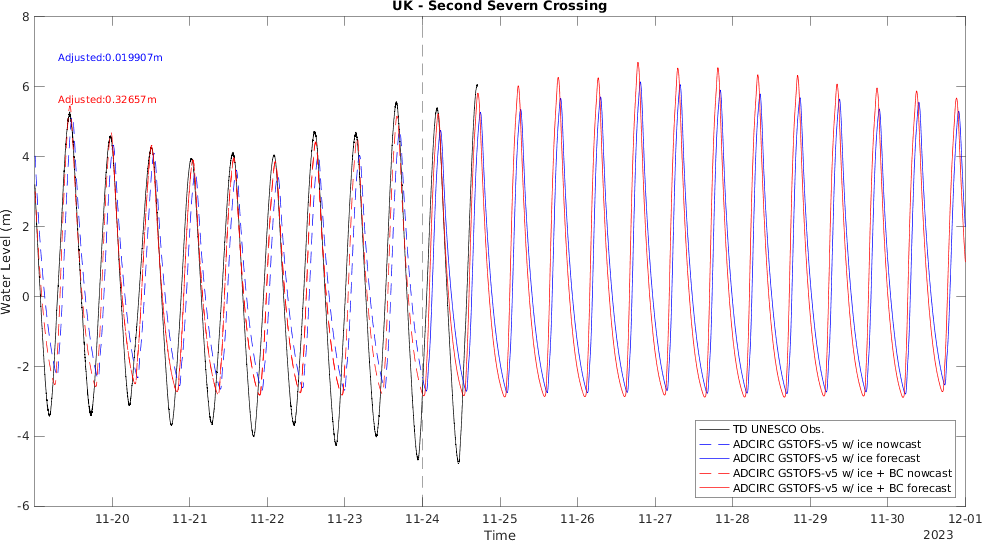 UK - Second Severn Crossing
8
6
4
2
0
-2
-4
-6
Water Level (m)
Adjusted:0.019907m
Adjusted:0.32657m
TD UNESCO Obs.
ADCIRC GSTOFS-v5 w/ ice nowcast
ADCIRC GSTOFS-v5 w/ ice forecast
ADCIRC GSTOFS-v5 w/ ice + BC nowcast
ADCIRC GSTOFS-v5 w/ ice + BC forecast
11-20 11-21 11-22 11-23 11-24 11-25 11-26 11-27 11-28 11-29 11-30 12-01
Time
2023